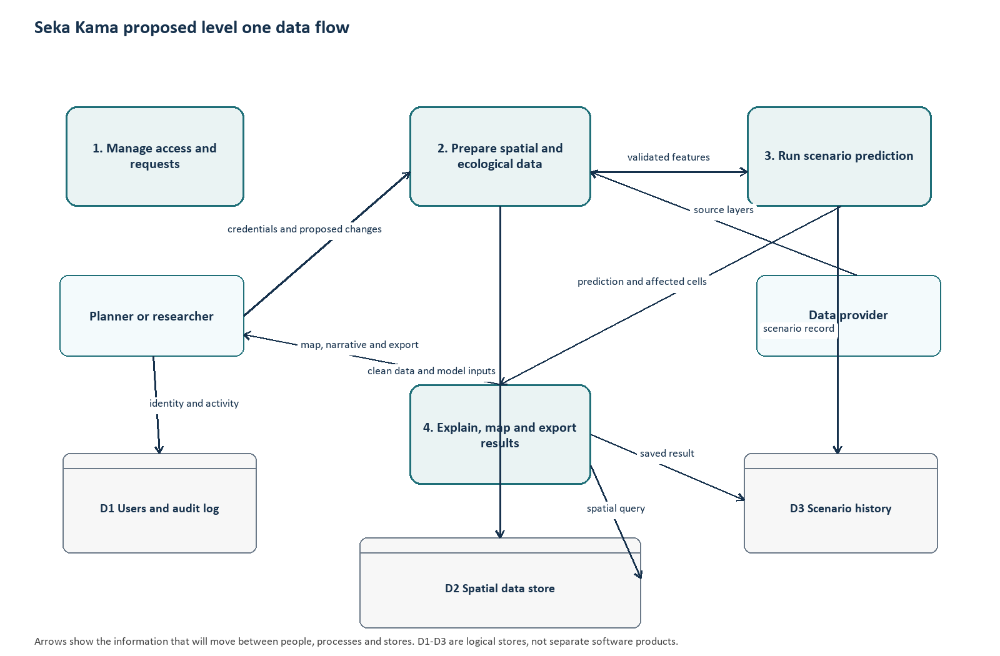 Seka Kama proposed level one data flow
1. Manage access and
requests
2. Prepare spatial and
ecological data
validated features
3. Run scenario prediction
source layers
credentials and proposed changes
prediction and affected cells
Planner or researcher
Data provider
scenario record
map, narrative and export
clean data and model inputs
identity and activity
4. Explain, map and export
results
saved result
spatial query
D1 Users and audit log
D3 Scenario history
D2 Spatial data store
Arrows show the information that will move between people, processes and stores. D1-D3 are logical stores, not separate software products.